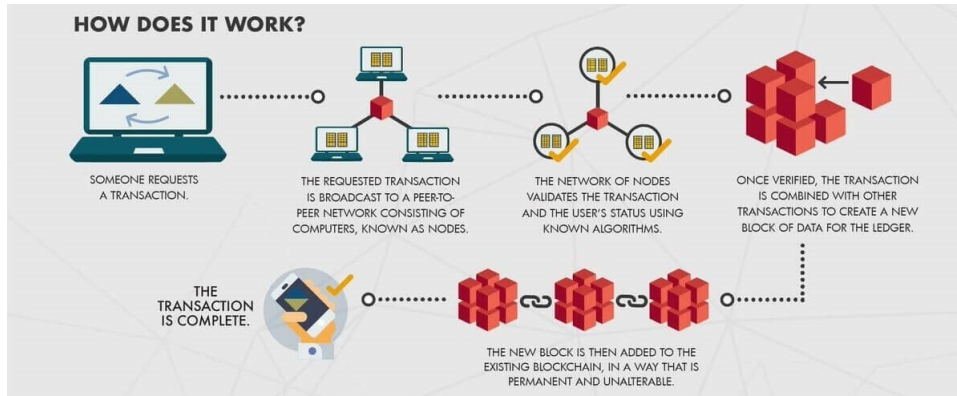 HOW DOES IT WORK?
SOMEONE REQUESTS
A TRANSACTION.
THE REQUESTED TRANSACTION
IS BROADCAST TO A PEER-TO-
PEER NETWORK CONSISTING OF
COMPUTERS, KNOWN AS NODES.
THE NETWORK OF NODES
VALIDATES THE TRANSACTION
AND THE USER'S STATUS USING
KNOWN ALGORITHMS.
ONCE VERIFIED, THE TRANSACTION
IS COMBINED WITH OTHER
TRANSACTIONS TO CREATE A NEW
BLOCK OF DATA FOR THE LEDGER.
THE NEW BLOCK IS THEN ADDED TO THE
EXISTING BLOCKCHAIN, IN A WAY THAT IS
PERMANENT AND UNALTERABLE.
THE
TRANSACTION
IS COMPLETE.